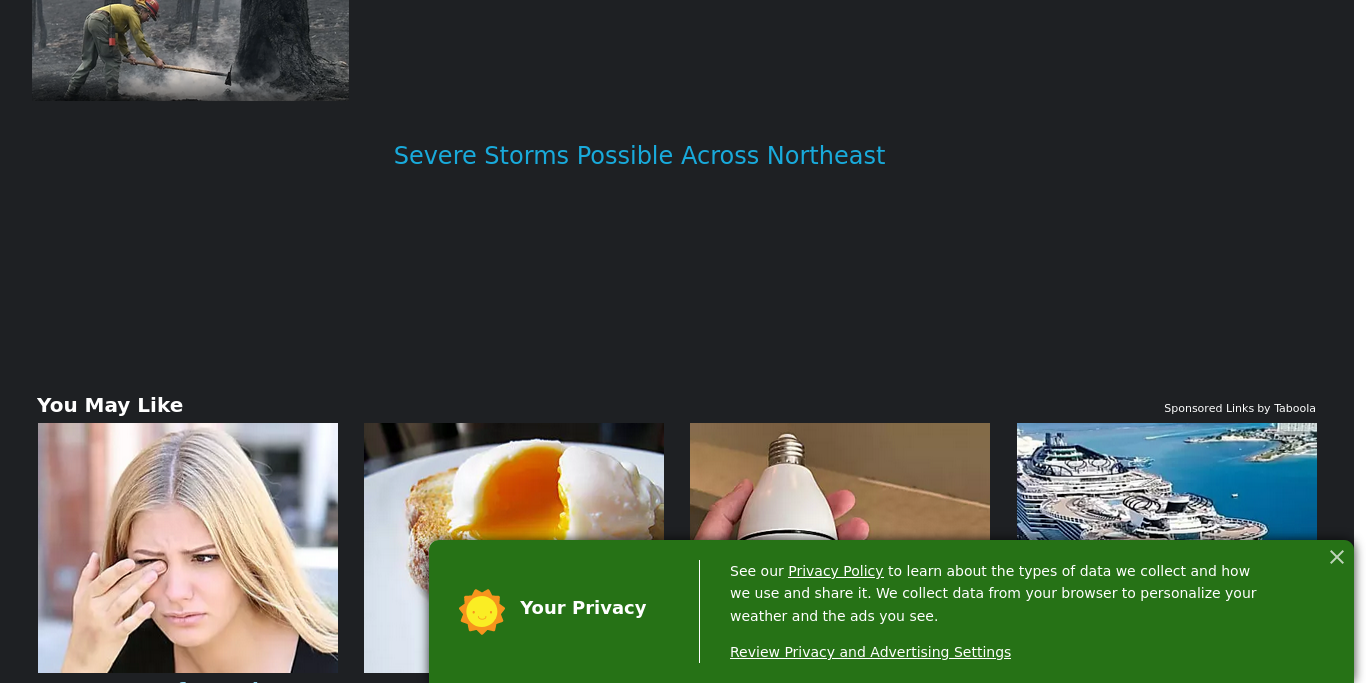 Severe Storms Possible Across Northeast
You May Like
Sponsored Links by Taboola
Your Privacy
See our Privacy Policy to learn about the types of data we collect and how
we use and share it. We collect data from your browser to personalize your
weather and the ads you see.
Review Privacy and Advertising Settings